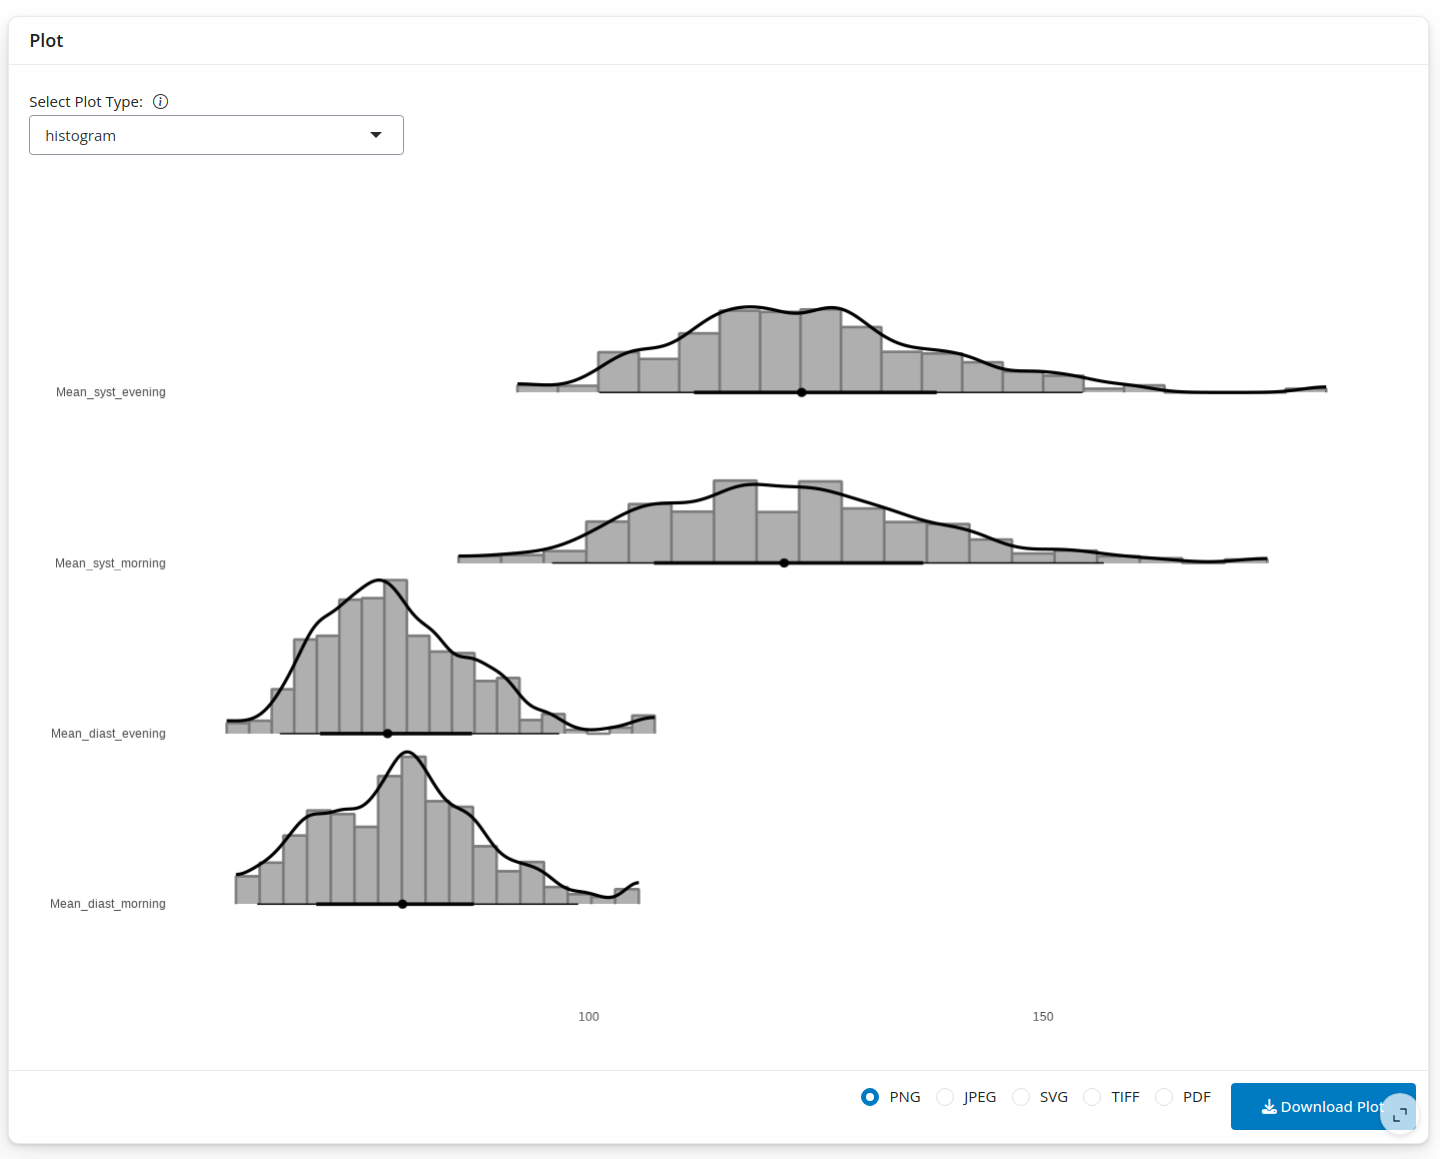 Plot
Select Plot Type:
histogram
Mean_syst_evening
Mean_syst_morning
Mean_diast_evening
Mean_diast_morning
100 150
PNG JPEG SVG TIFF PDF Download Plot